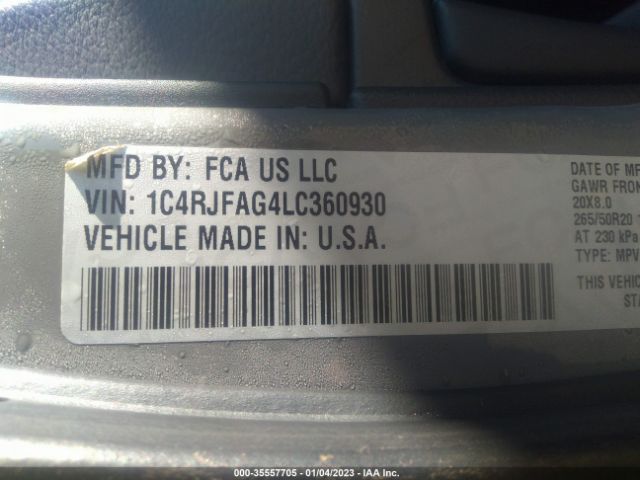 MFD BY: FCA US LLC
VIN: 1C4RJFAG4LC360930
VEHICLE MADE IN: U.S.A.
DATE OF MF
GAWR FRON
20X8.0
265/50R20
AT 230 kPa
TYPE: MPV
THIS VEHIC
STA
000-35557705 - 01/04/2023 - IAA Inc.